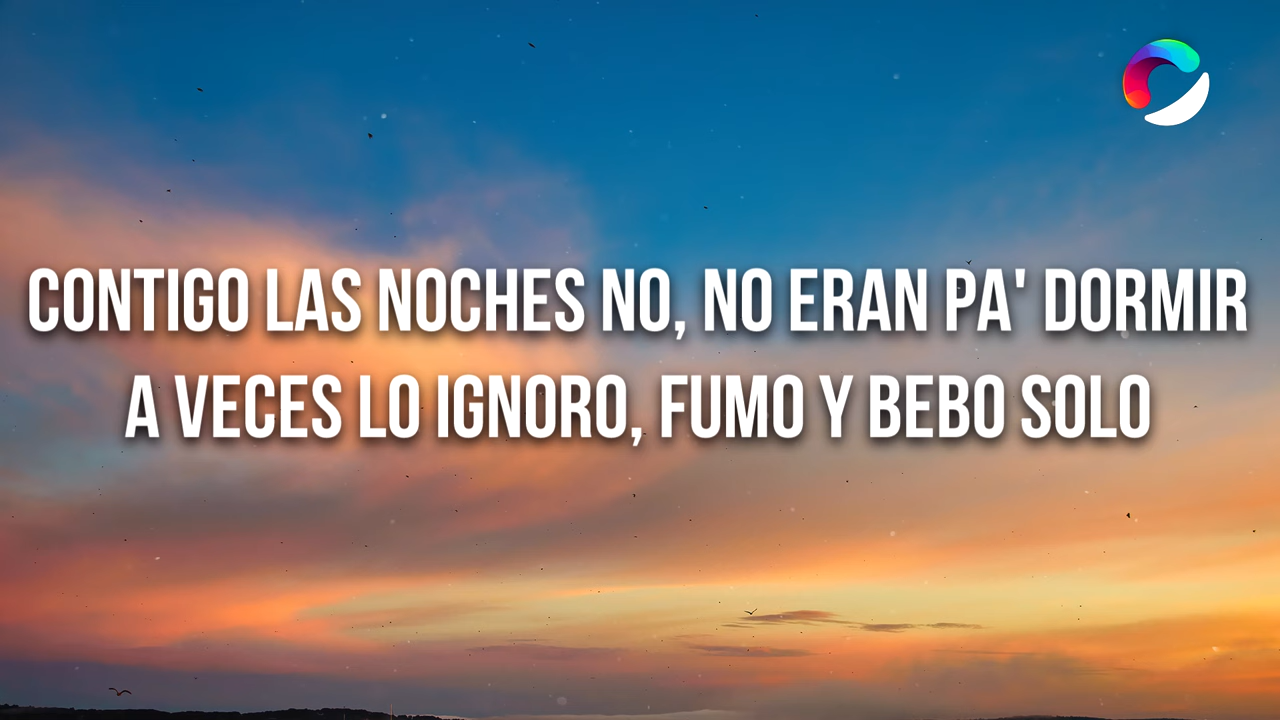 CONTIGO LAS NOCHES NO, NO ERAN PA' DORMIR
A VECES LO IGNORO, FUMO Y BEBO SOLO